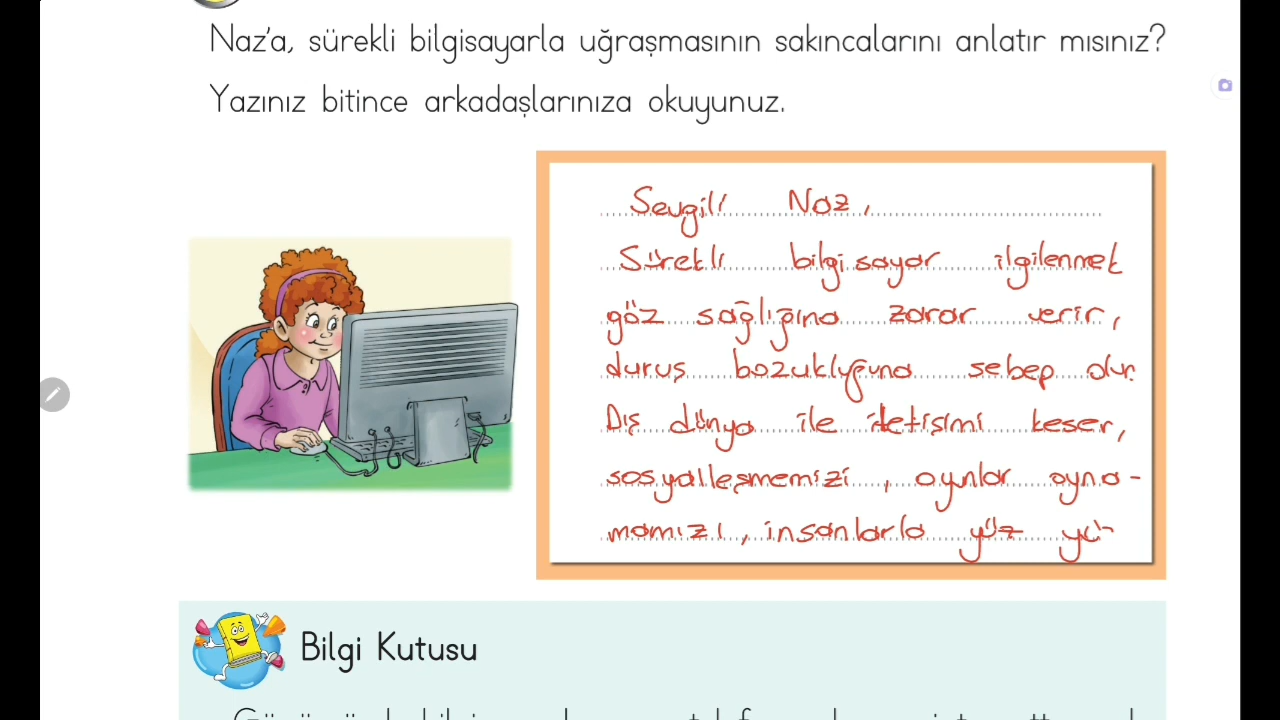 Naz'a, sürekli bilgisayarla uğraşmasının sakıncalarını anlatır mısınız?
Yazınız bitince arkadaşlarınıza okuyunuz.
Sevgili Naz,
Sürekli bilgisayar ilgilenmek
göz sağlığına zarar verir,
duruş bozukluğuna sebep olur.
Dış dünya ile iletişimi keser,
sosyalleşmemizi, oyunlar oyna-
mamızı, insanlarla yüz yü-
Bilgi Kutusu